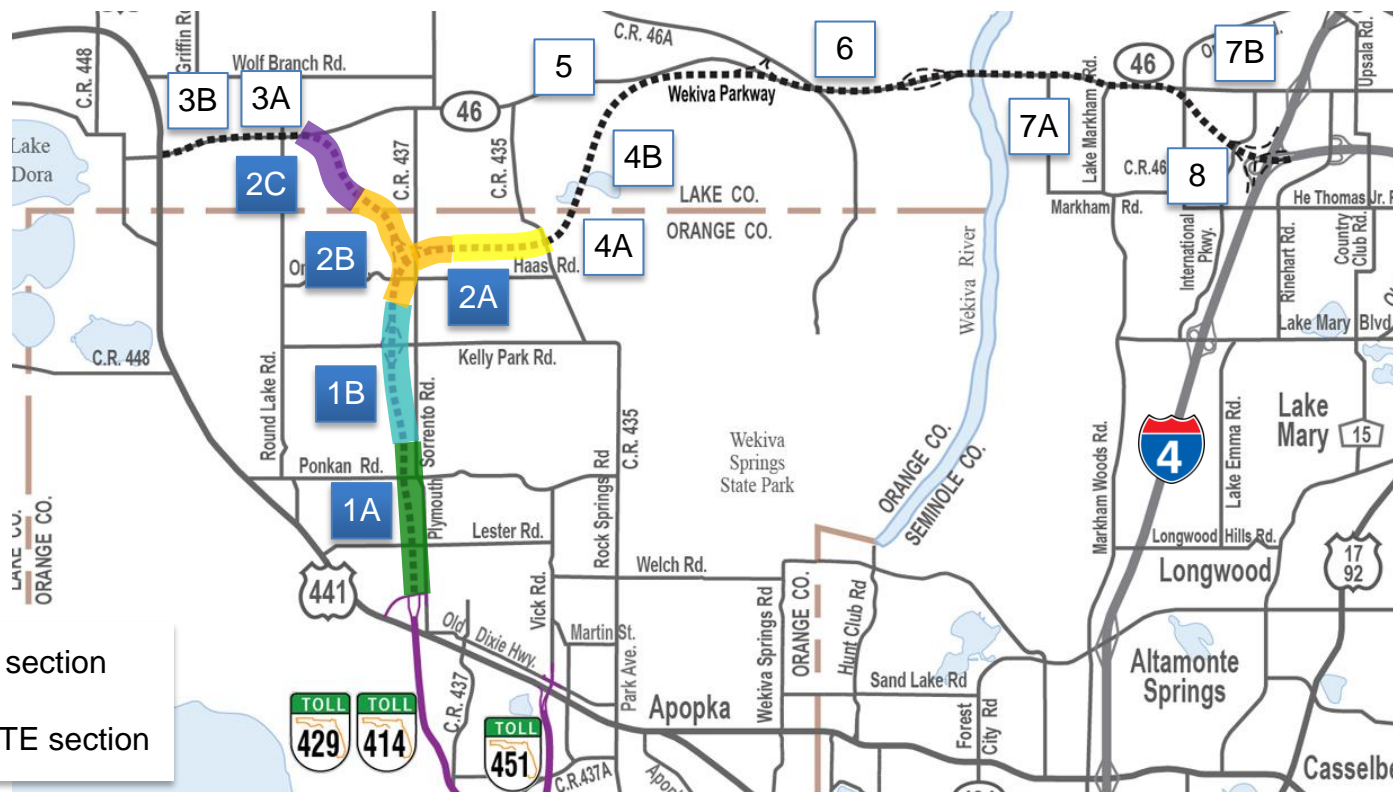 Griffin Rd
C.R. 448
Wolf Branch Rd.
C.R. 46A
5
6
46
7B
Upsala Rd.
3B
3A
46
Wekiva Parkway
7A
Lake Markham Rd.
Lake
Dora
C.R. 437
C.R. 435
4B
C.R.46
8
2C
LAKE CO.
ORANGE CO.
Markham Rd.
He Thomas Jr.
International
Pkwy.
Rinehart Rd.
Country
Club Rd.
2B
Haas Rd.
4A
2A
Wekiva River
Lake Mary Blvd.
C.R. 448
Kelly Park Rd.
Round Lake Rd.
1B
Plymouth Sorrento Rd.
C.R. 435
Lake
Mary
15
Wekiva
Springs
State Park
4
Lake Emma Rd.
Markham Woods Rd.
Ponkan Rd.
Rock Springs Rd
ORANGE CO.
SEMINOLE CO.
1A
Lester Rd.
LAKE CO.
ORANGE CO.
Longwood Hills Rd.
17
92
441
Welch Rd.
Longwood
Vick Rd.
Wekiva Springs Rd
ORANGE CO.
Hunt Club Rd
Old Dixie Hwy.
Martin St.
section
Park Ave.
Sand Lake Rd
Altamonte
Springs
TOLL
429
TOLL
414
C.R. 437
TOLL
451
Apopka
Forest
City Rd
TE section
C.R.437A
Casselbe